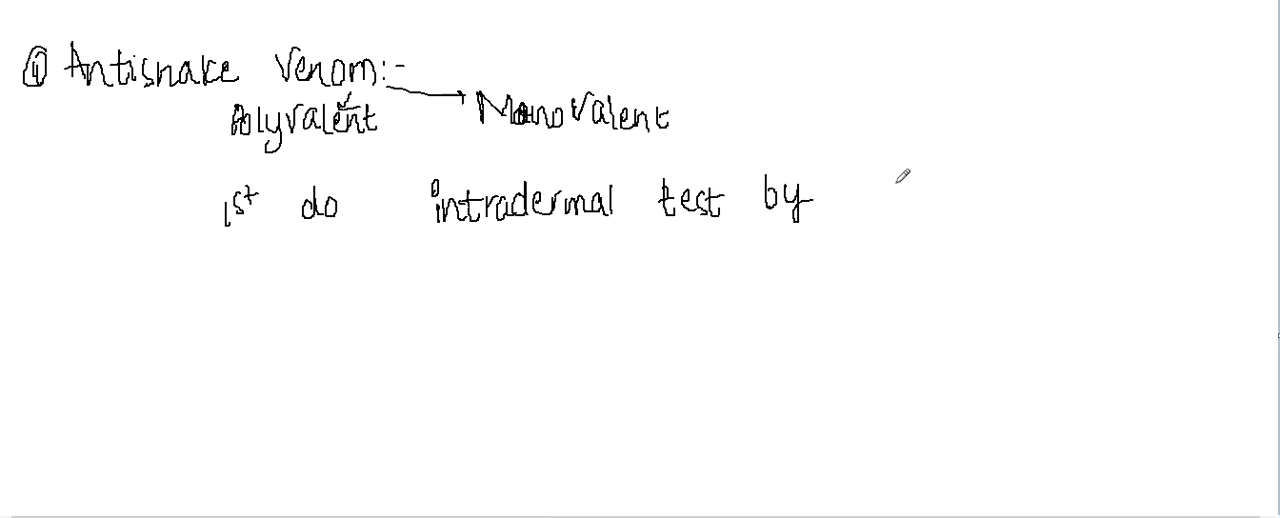 ① Antisnake Venom:-
Polyvalent Monovalent
1st do intradermal test by